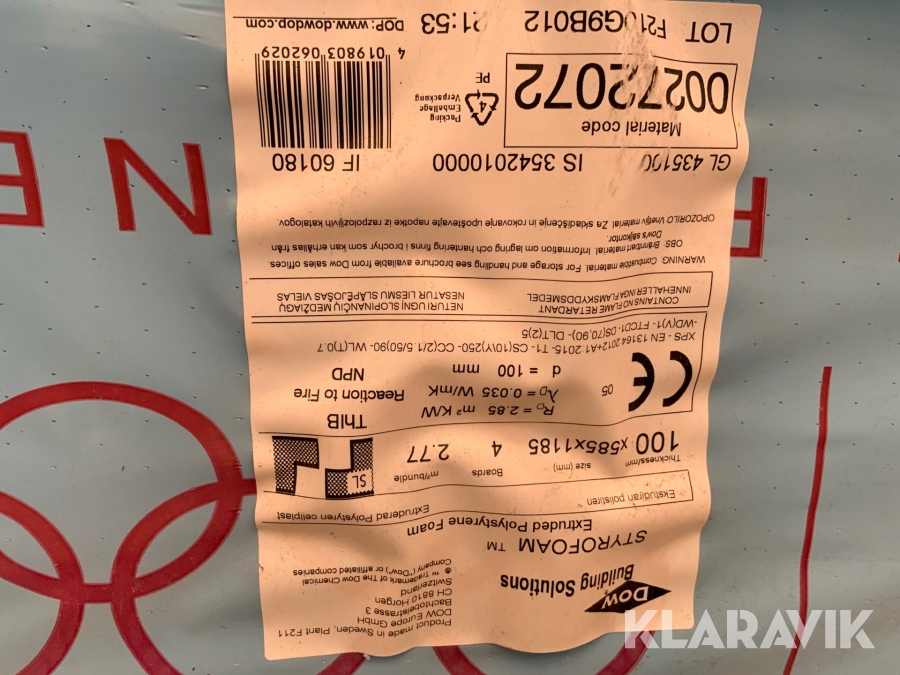 Dow
Building Solutions
Product made in Sweden, Plant F211
DOW Europe GmbH
Bachtobelstrasse 3
CH 8810 Horgen
Switzerland
® ™ Trademark of The Dow Chemical
Company ("Dow") or affiliated companies
STYROFOAM ™
Extruded Polystyrene Foam
Extruderad Polystyren cellplast
Ekstrudiran polistiren
Thickness/mm size (mm) Boards m²/bundle
100 x585x1185 4 2.77
SL
ThIB
05
CE
R_D = 2.85 m² K/W
λ_D = 0.035 W/mK
d = 100 mm
Reaction to Fire
NPD
XPS - EN 13164:2012+A1:2015- T1- CS(10\Y)250- CC(2/1,5/50)90- WL(T)0.7
-WD(V)1- FTCD1-DS(70,90)- DLT(2)5
CONTAINS NO FLAME RETARDANT
INNEHÅLLER INGA FLAMSKYDDSMEDEL
NETURI UGNĮ SLOPINANČIŲ MEDŽIAGŲ
NESATUR LIESMU SLĀPĒJOŠAS VIELAS
WARNING: Combustible material. For storage and handling see brochure available from Dow sales offices.
OBS: Brännbart material. Information om lagring och hantering finns i broschyr som kan erhållas från
Dow's säljkontor.
OPOZORILO Vnetljiv material. Za skladiščenje in rokovanje upoštevajte napotke iz razpoložljivih katalogov.
GL 435100 IS 3542010000 IF 60180
Material code
00272072
4
PE
Packing
Emballage
Verpackung
4 019803 062029
LOT F210G9B012 21:53 DOP: www.dowdop.com
N E
F
KLARAVIK